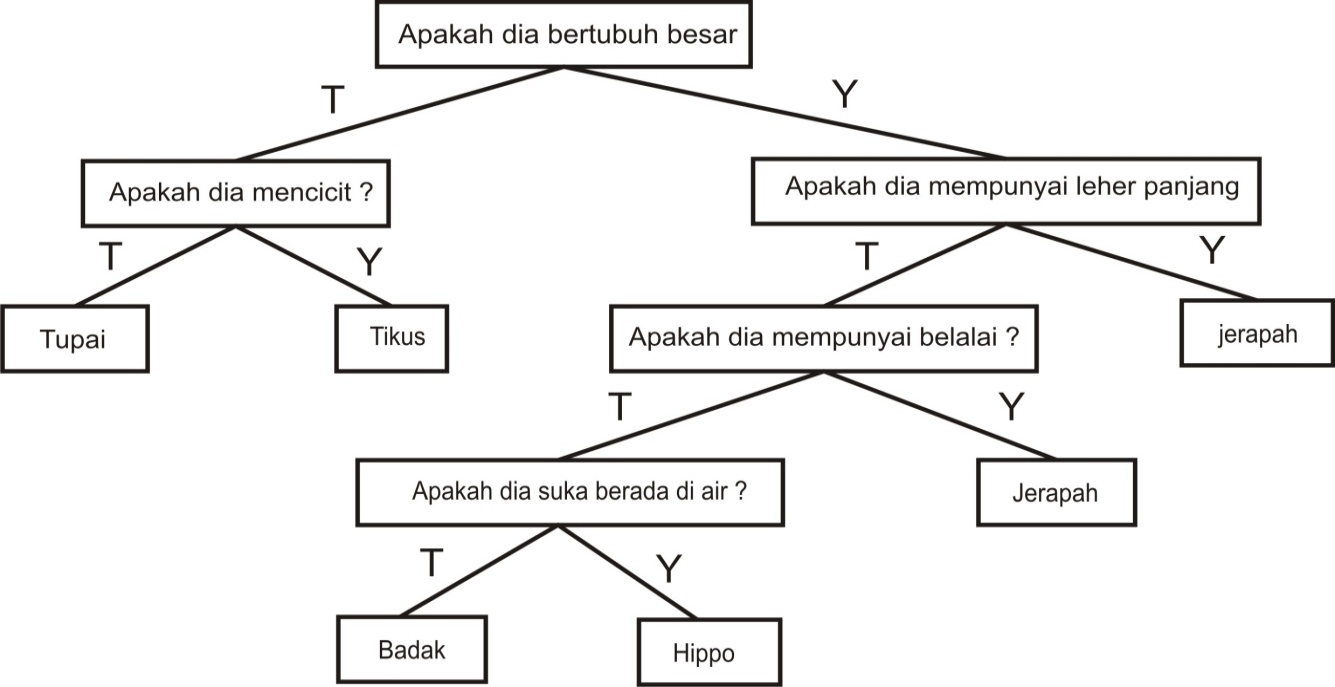 Apakah dia bertubuh besar
T
Y
Apakah dia mencicit ?
Apakah dia mempunyai leher panjang
T
Y
T
Y
Tupai
Tikus
Apakah dia mempunyai belalai ?
jerapah
T
Y
Apakah dia suka berada di air ?
Jerapah
T
Y
Badak
Hippo